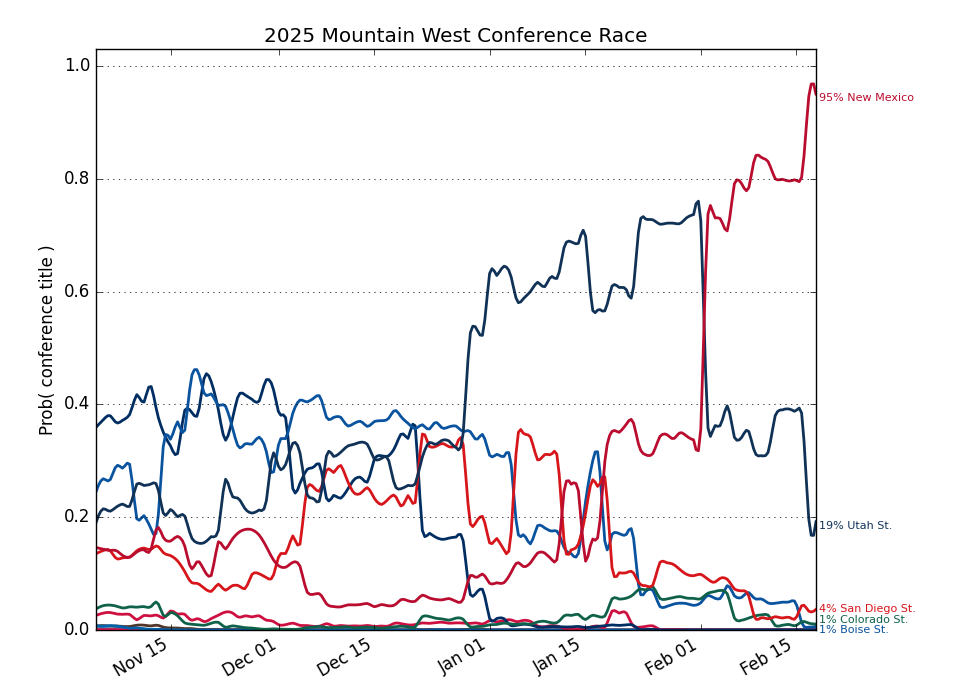 2025 Mountain West Conference Race
Prob( conference title )
1.0
0.8
0.6
0.4
0.2
0.0
95% New Mexico
19% Utah St.
4% San Diego St.
1% Colorado St.
1% Boise St.
Nov 15
Dec 01
Dec 15
Jan 01
Jan 15
Feb 01
Feb 15